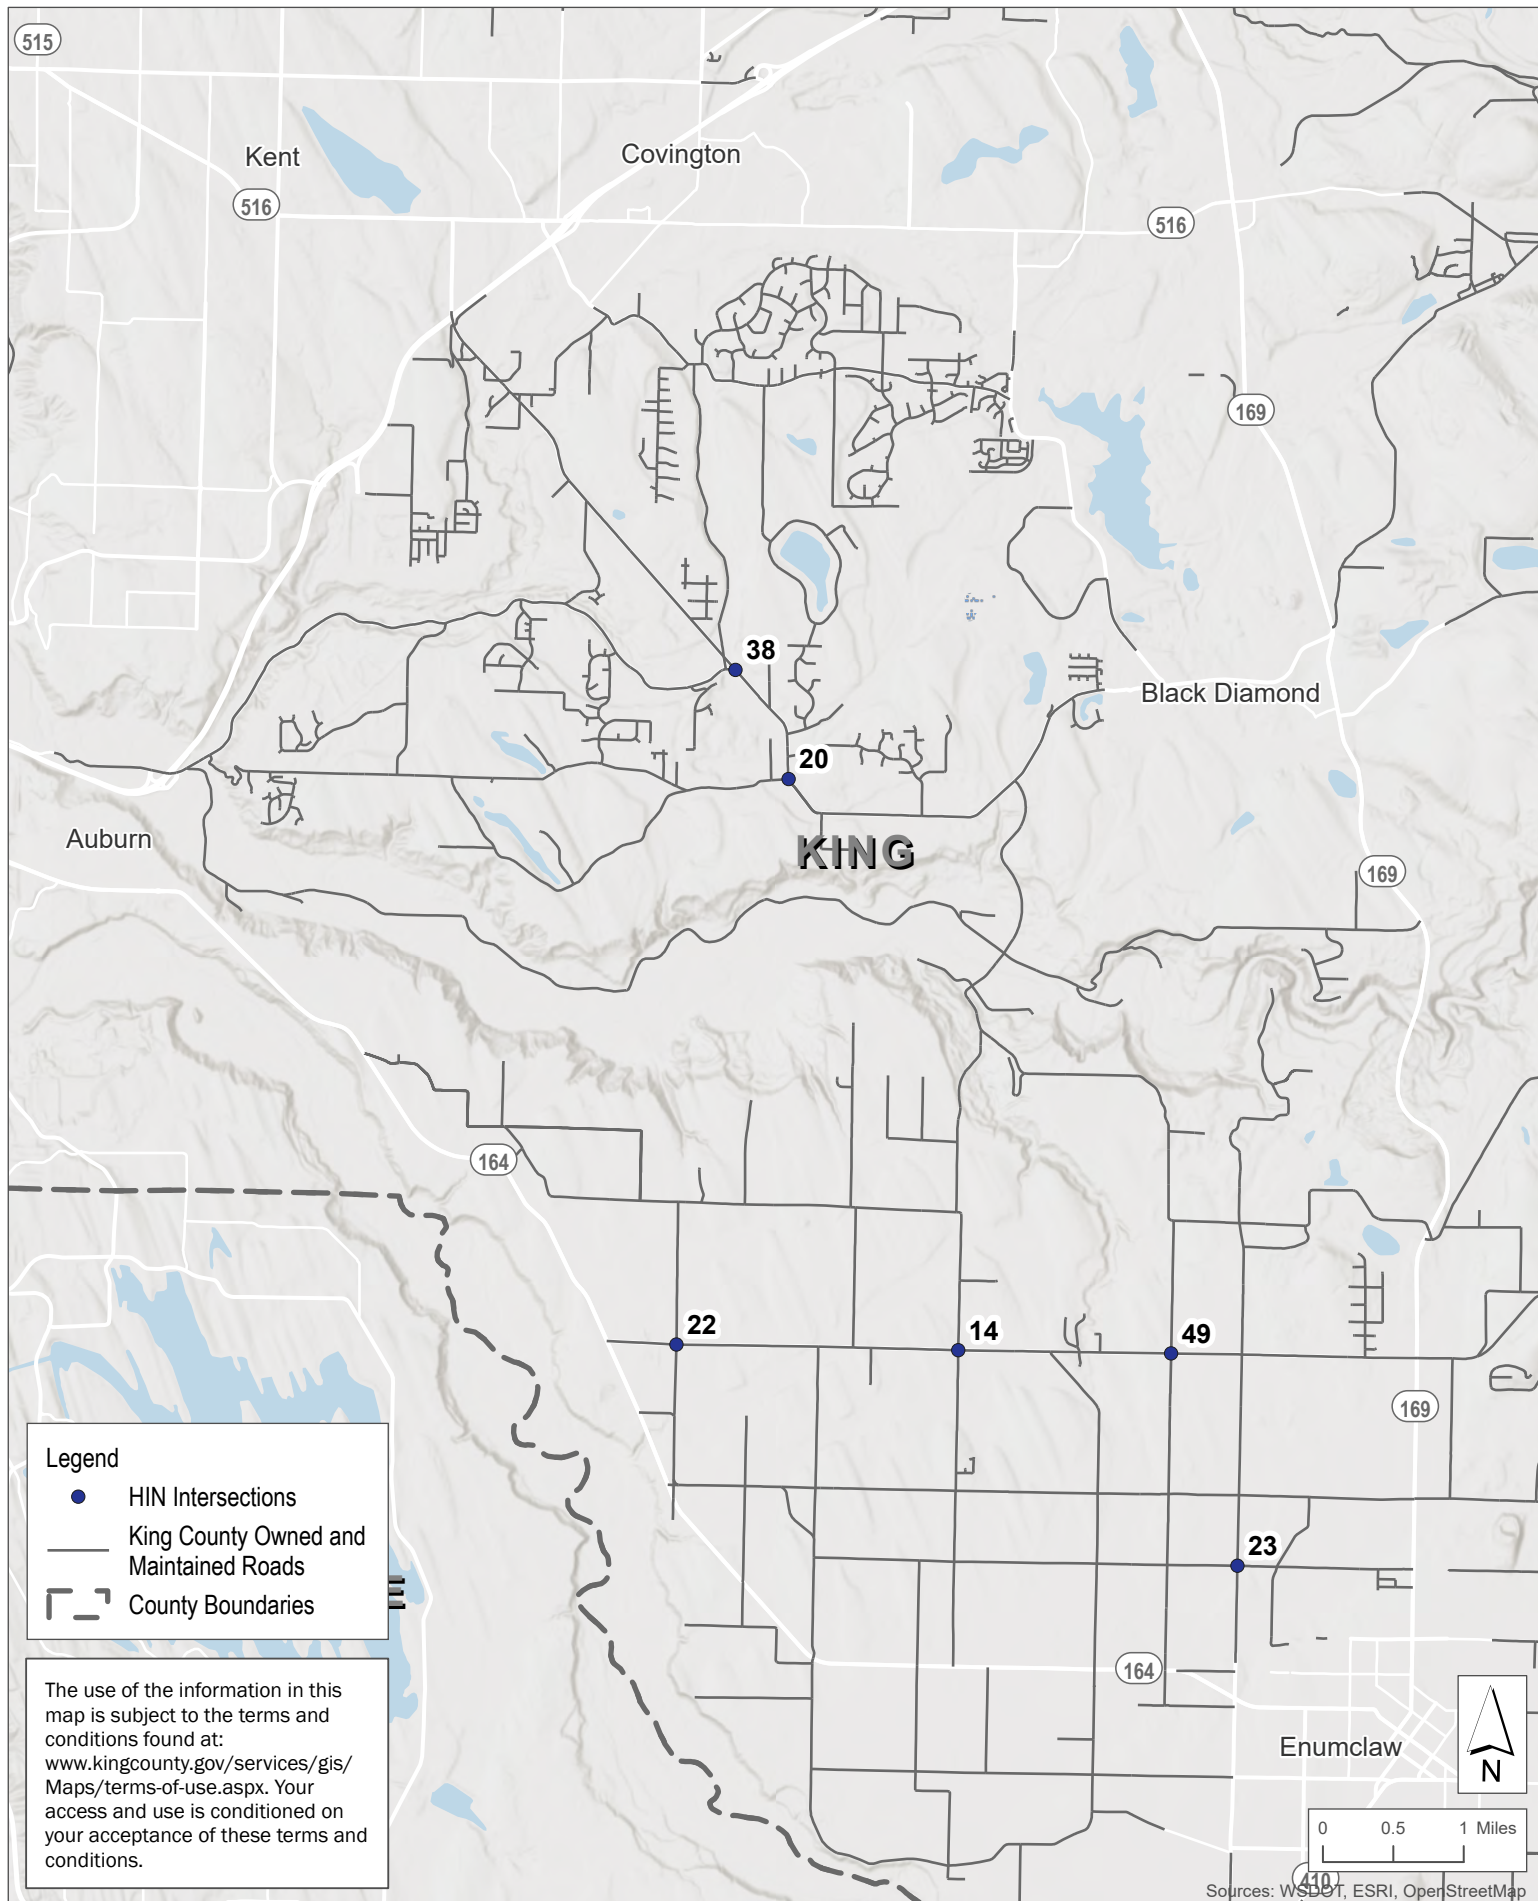 515
Kent
Covington
516
516
169
38
Black Diamond
20
Auburn
KING
169
164
22
14
49
169
Legend
HIN Intersections
King County Owned and
Maintained Roads
County Boundaries
23
164
The use of the information in this
map is subject to the terms and
conditions found at:
www.kingcounty.gov/services/gis/
Maps/terms-of-use.aspx. Your
access and use is conditioned on
your acceptance of these terms and
conditions.
Enumclaw
N
0 0.5 1 Miles
410
Sources: WSDOT, ESRI, OpenStreetMap